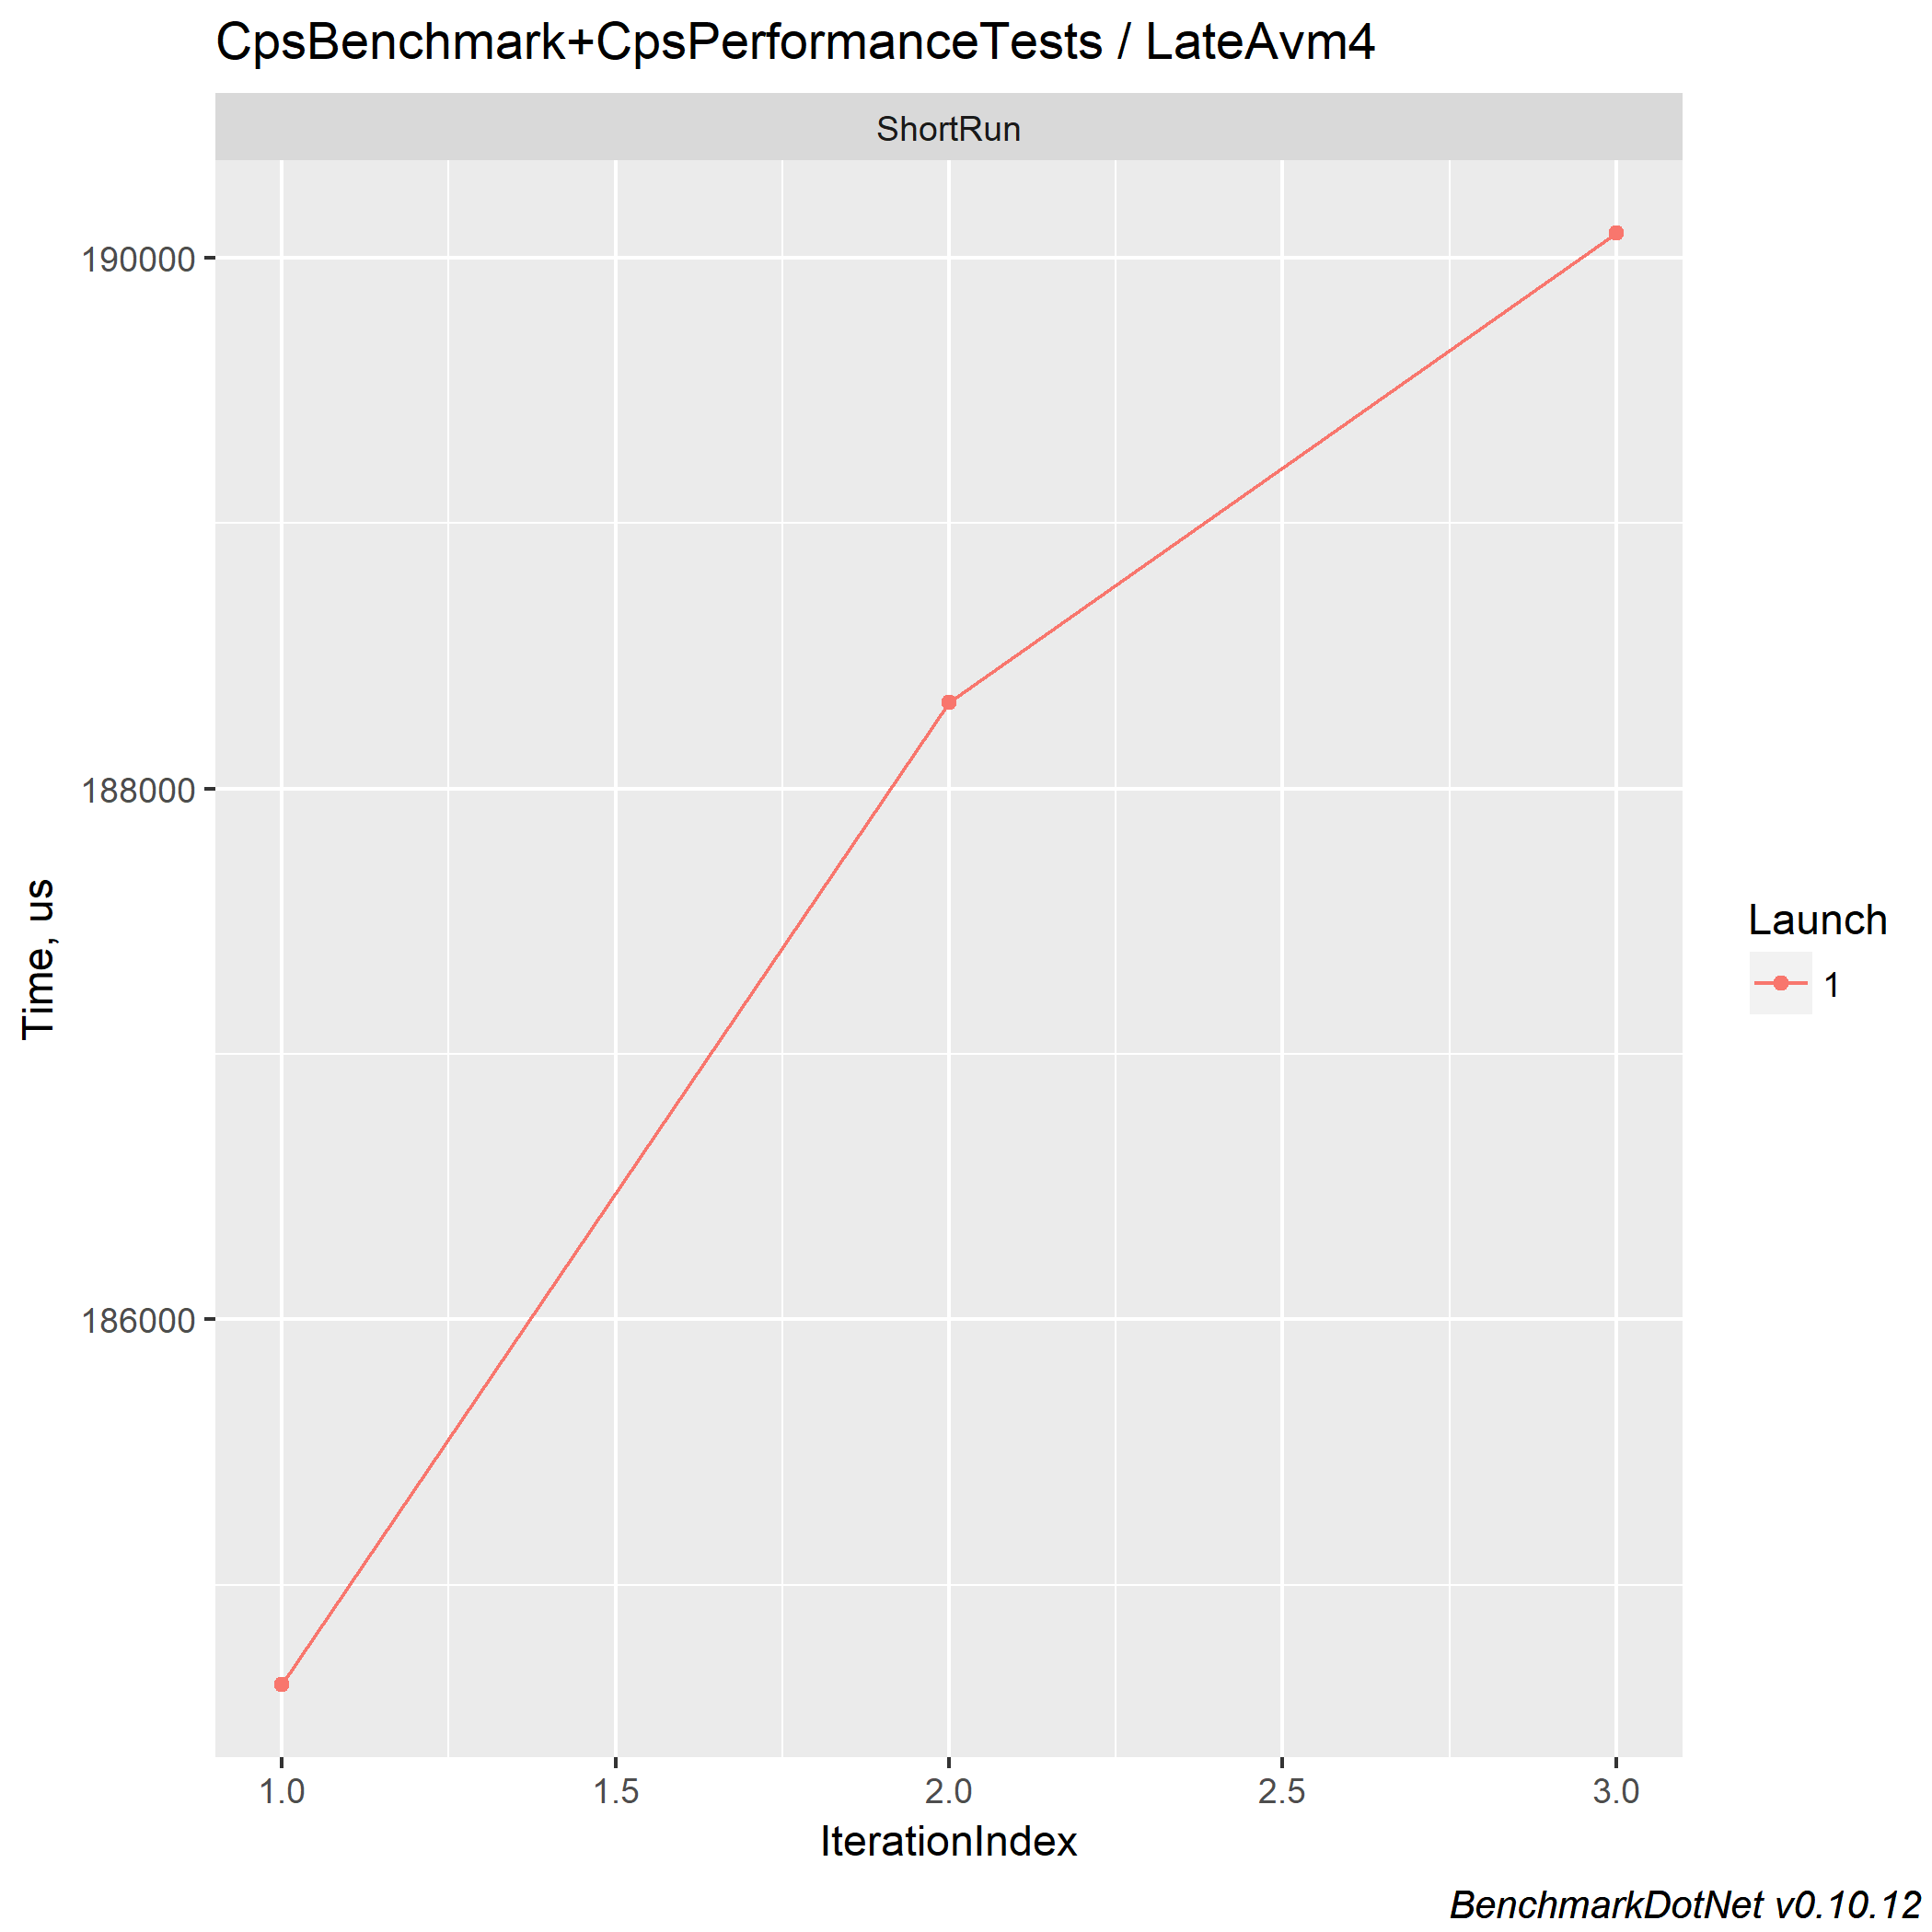 CpsBenchmark+CpsPerformanceTests / LateAvm4
ShortRun
190000
188000
186000
Time, us
1.0 1.5 2.0 2.5 3.0
IterationIndex
Launch
1
BenchmarkDotNet v0.10.12